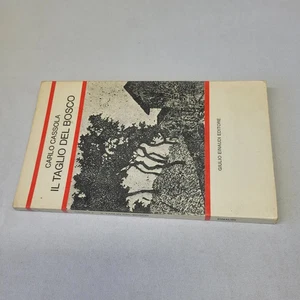 CARLO CASSOLA
IL TAGLIO DEL BOSCO
GIULIO EINAUDI EDITORE